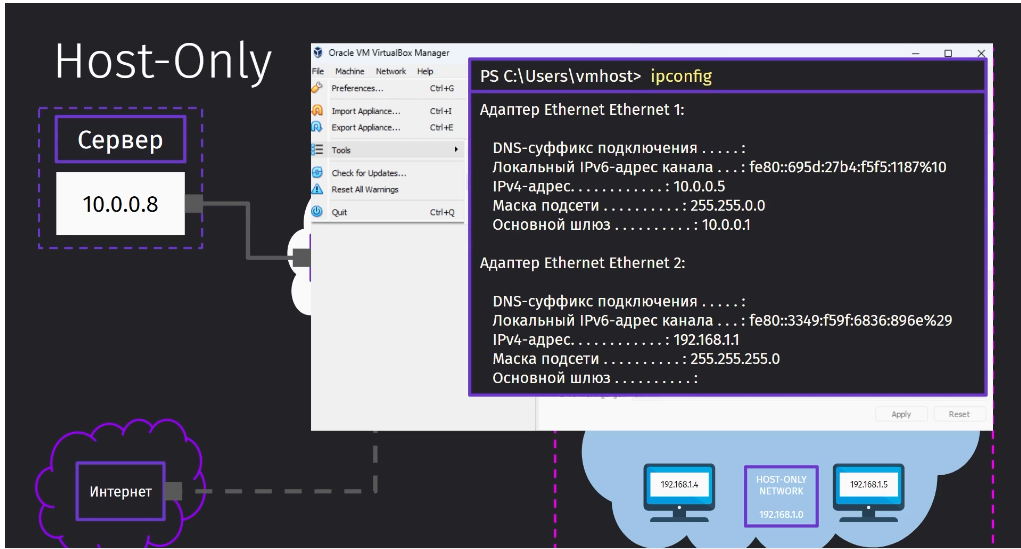 Host-Only
Сервер
10.0.0.8
Oracle VM VirtualBox Manager
File Machine Network Help
Preferences... Ctrl+G
Import Appliance... Ctrl+I
Export Appliance... Ctrl+E
Tools
Check for Updates...
Reset All Warnings
Quit Ctrl+Q
PS C:\Users\vmhost> ipconfig
Адаптер Ethernet Ethernet 1:
DNS-суффикс подключения . . . . . :
Локальный IPv6-адрес канала . . . : fe80::695d:27b4:f5f5:1187%10
IPv4-адрес. . . . . . . . . . . . : 10.0.0.5
Маска подсети . . . . . . . . . . : 255.255.0.0
Основной шлюз . . . . . . . . . . : 10.0.0.1
Адаптер Ethernet Ethernet 2:
DNS-суффикс подключения . . . . . :
Локальный IPv6-адрес канала . . . : fe80::3349:f59f:6836:896e%29
IPv4-адрес. . . . . . . . . . . . : 192.168.1.1
Маска подсети . . . . . . . . . . : 255.255.255.0
Основной шлюз . . . . . . . . . . :
Apply Reset
Интернет
192.168.1.4
HOST-ONLY
NETWORK
192.168.1.0
192.168.1.5